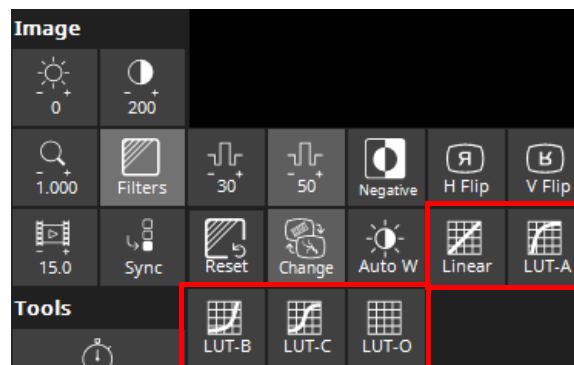 Image
- +
0
- +
200
- +
1.000
Filters
- +
30
- +
50
Negative
H Flip
V Flip
- +
15.0
Sync
Reset
Change
Auto W
Linear
LUT-A
Tools
LUT-B
LUT-C
LUT-O